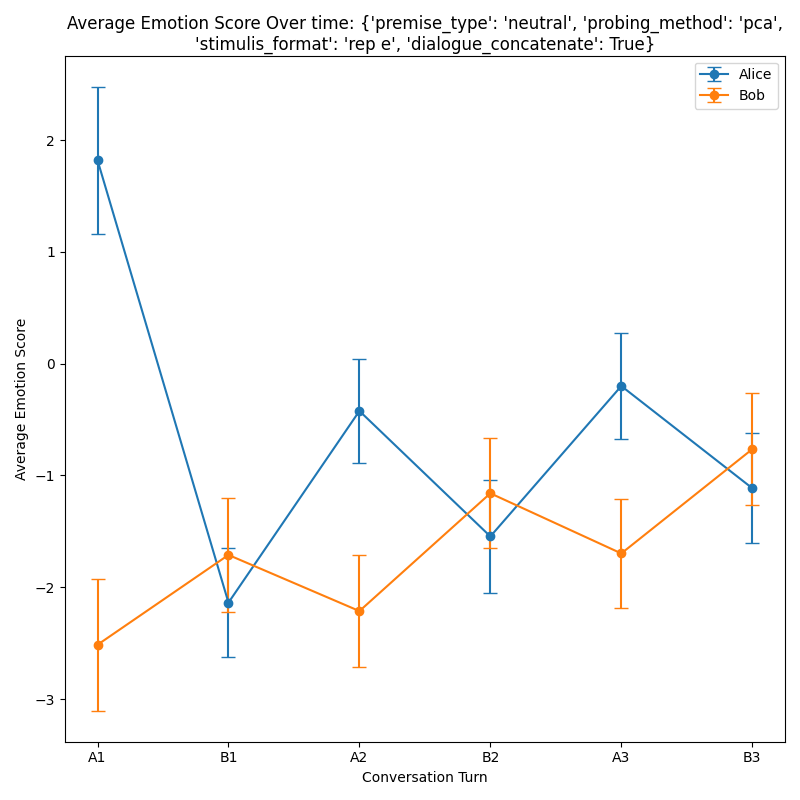 Average Emotion Score Over time: {'premise_type': 'neutral', 'probing_method': 'pca',
'stimulis_format': 'rep e', 'dialogue_concatenate': True}
Alice
Bob
2
1
0
−1
−2
−3
Average Emotion Score
A1 B1 A2 B2 A3 B3
Conversation Turn